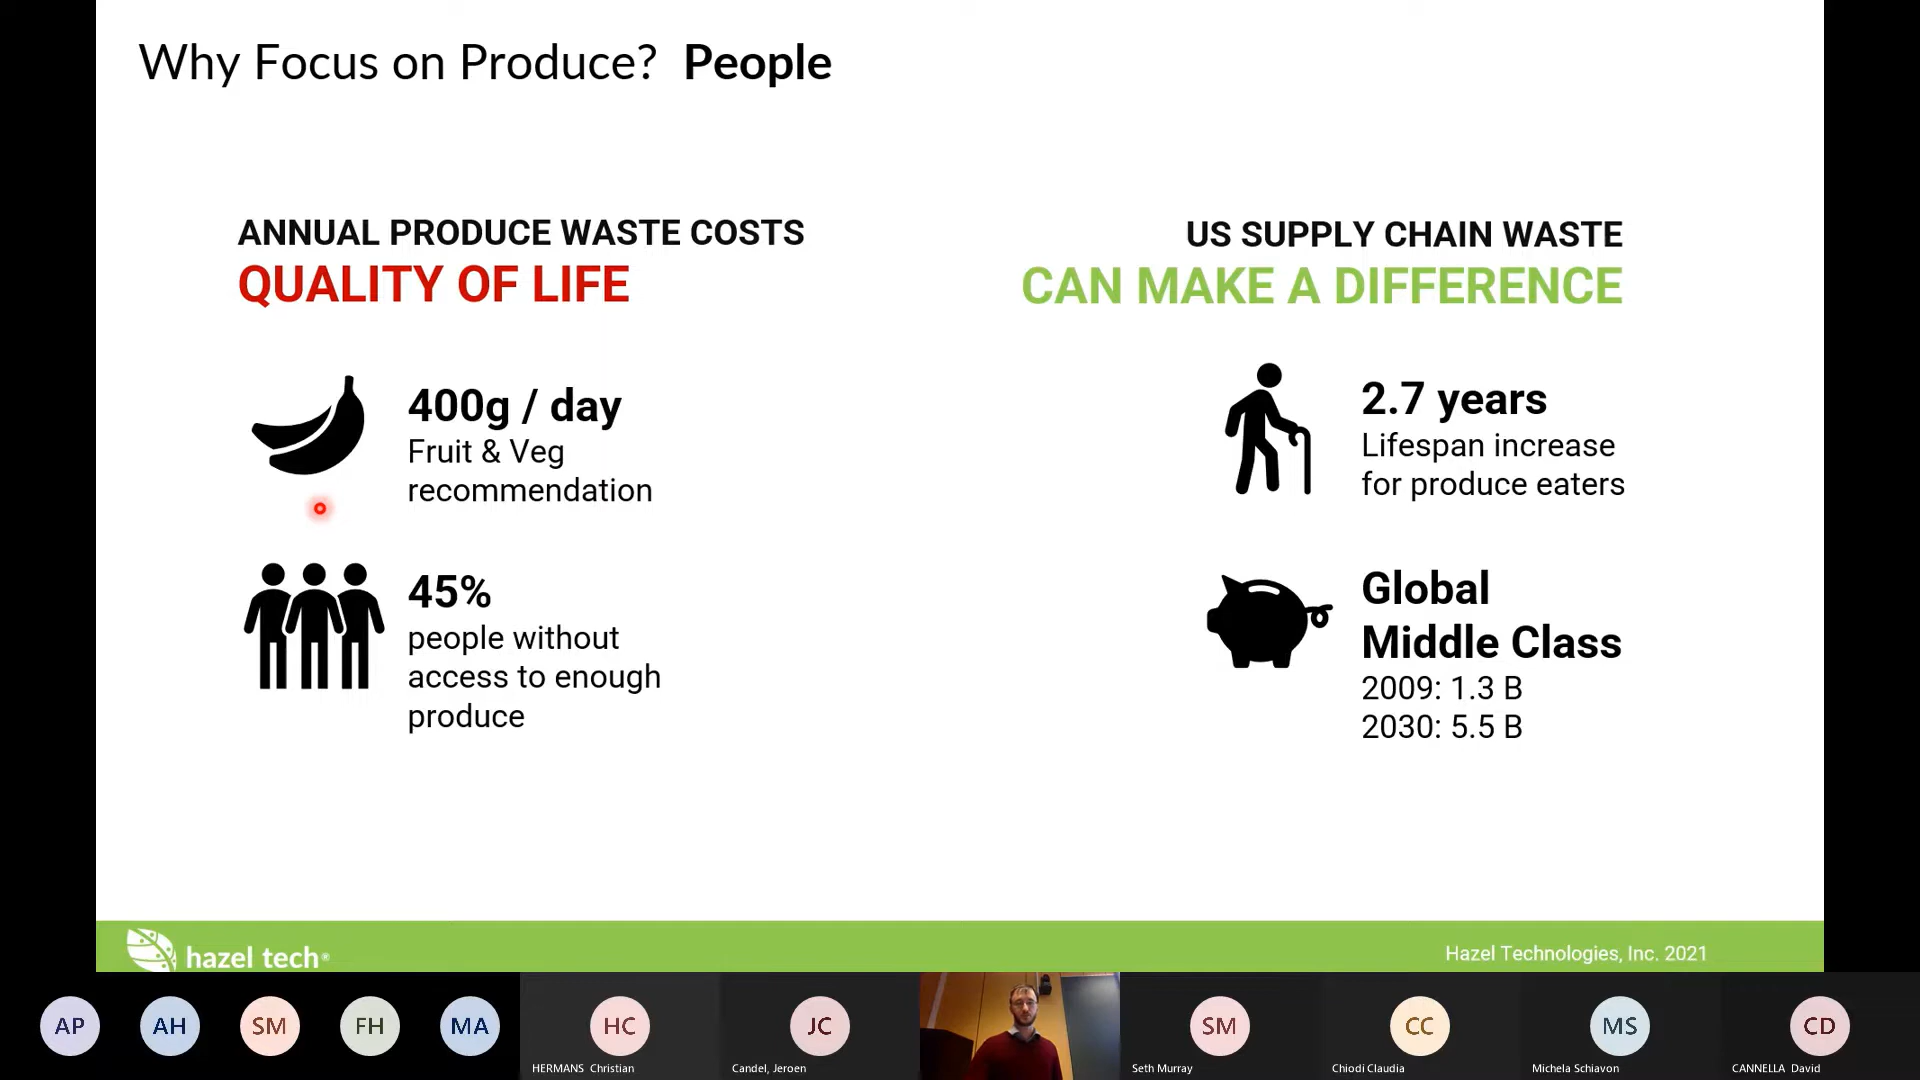 Why Focus on Produce? People
ANNUAL PRODUCE WASTE COSTS
QUALITY OF LIFE
400g / day
Fruit & Veg
recommendation
45%
people without
access to enough
produce
US SUPPLY CHAIN WASTE
CAN MAKE A DIFFERENCE
2.7 years
Lifespan increase
for produce eaters
Global
Middle Class
2009: 1.3 B
2030: 5.5 B
hazel tech®
Hazel Technologies, Inc. 2021
AP
AH
SM
FH
MA
HC
HERMANS Christian
JC
Candel, Jeroen
SM
Seth Murray
CC
Chiodi Claudia
MS
Michela Schiavon
CD
CANNELLA David